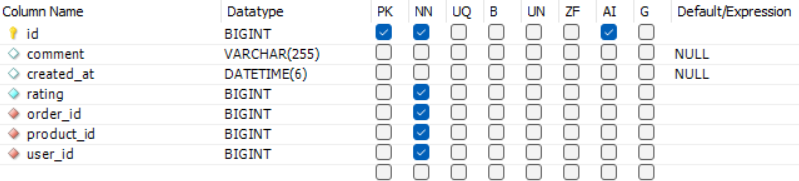 Column Name Datatype PK NN UQ B UN ZF AI G Default/Expression
id BIGINT
comment VARCHAR(255) NULL
created_at DATETIME(6) NULL
rating BIGINT
order_id BIGINT
product_id BIGINT
user_id BIGINT